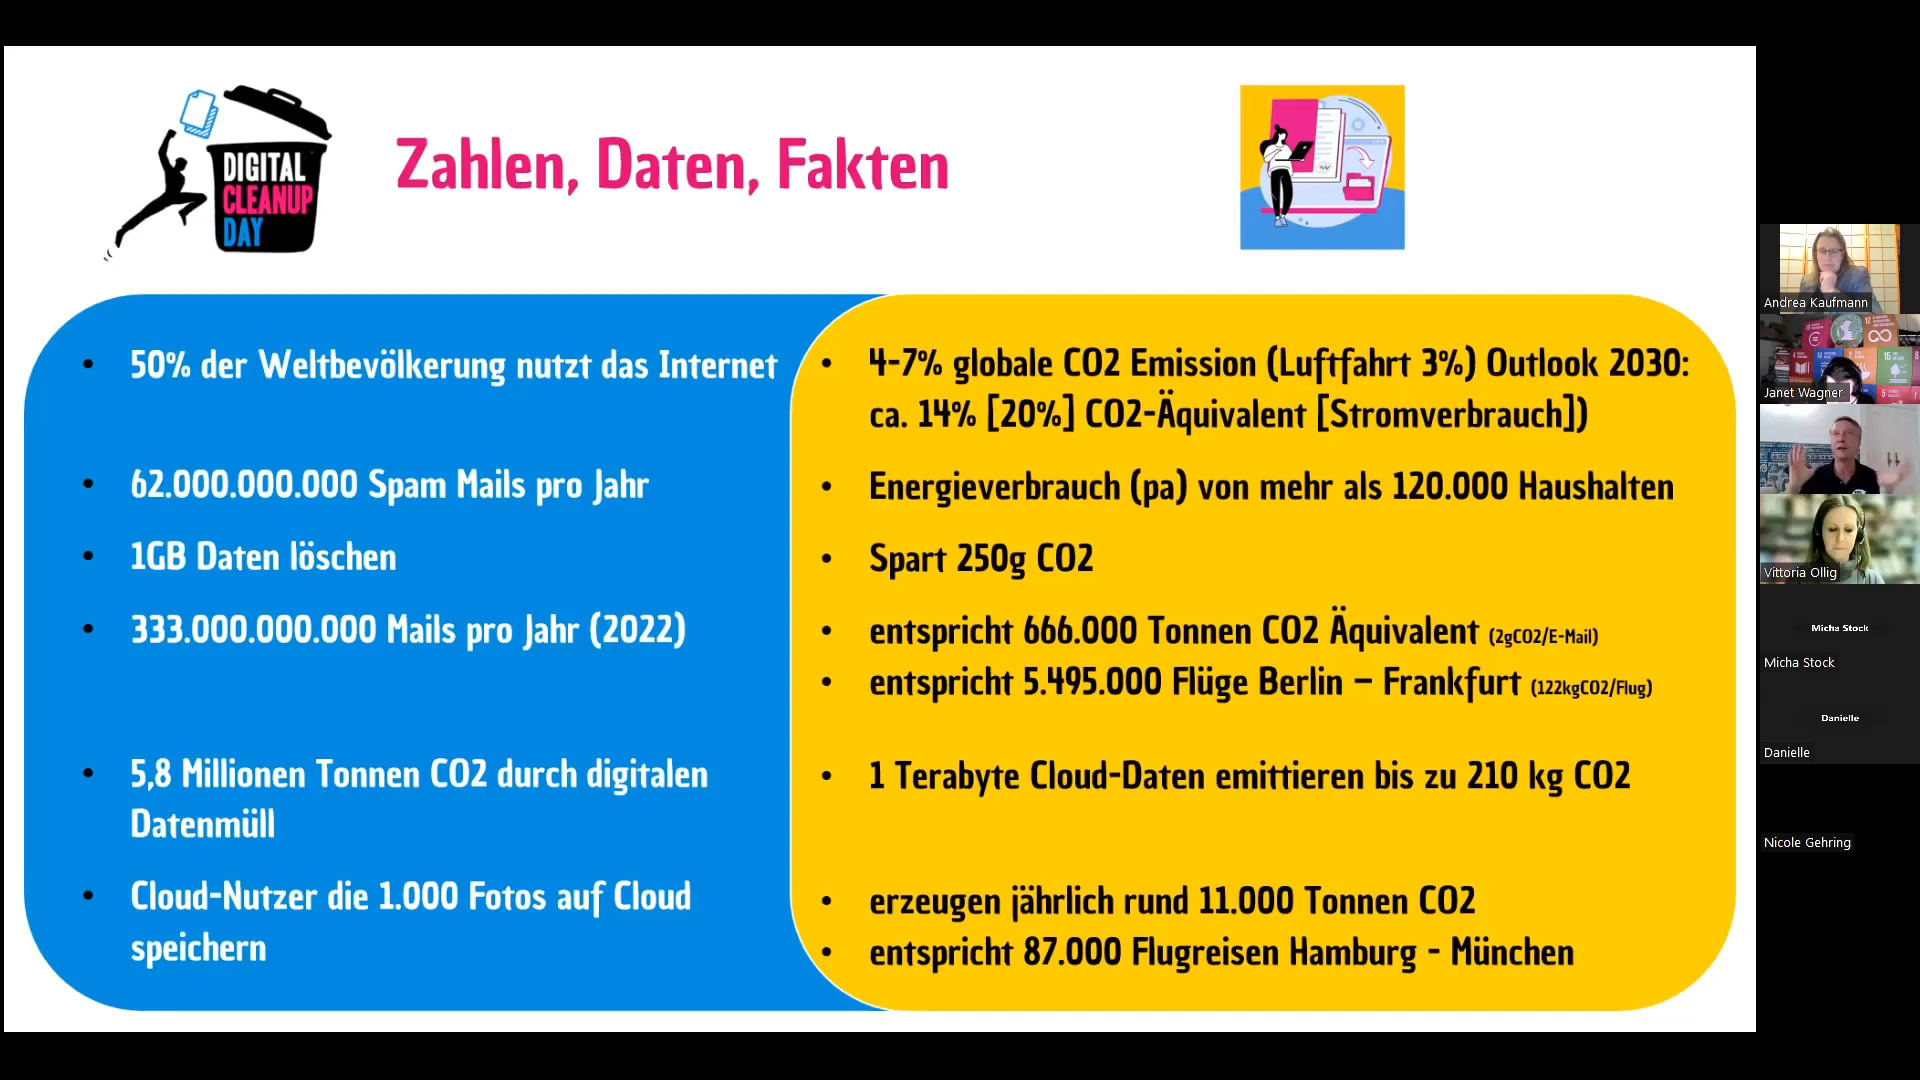 DIGITAL
CLEANUP
DAY
Zahlen, Daten, Fakten
• 50% der Weltbevölkerung nutzt das Internet
• 62.000.000.000 Spam Mails pro Jahr
• 1GB Daten löschen
• 333.000.000.000 Mails pro Jahr (2022)
• 5,8 Millionen Tonnen CO2 durch digitalen
Datenmüll
• Cloud-Nutzer die 1.000 Fotos auf Cloud
speichern
• 4-7% globale CO2 Emission (Luftfahrt 3%) Outlook 2030:
ca. 14% [20%] CO2-Äquivalent [Stromverbrauch])
• Energieverbrauch (pa) von mehr als 120.000 Haushalten
• Spart 250g CO2
• entspricht 666.000 Tonnen CO2 Äquivalent (2gCO2/E-Mail)
• entspricht 5.495.000 Flüge Berlin – Frankfurt (122kgCO2/Flug)
• 1 Terabyte Cloud-Daten emittieren bis zu 210 kg CO2
• erzeugen jährlich rund 11.000 Tonnen CO2
• entspricht 87.000 Flugreisen Hamburg - München
Andrea Kaufmann
Janet Wagner
Vittoria Ollig
Micha Stock
Micha Stock
Danielle
Danielle
Nicole Gehring